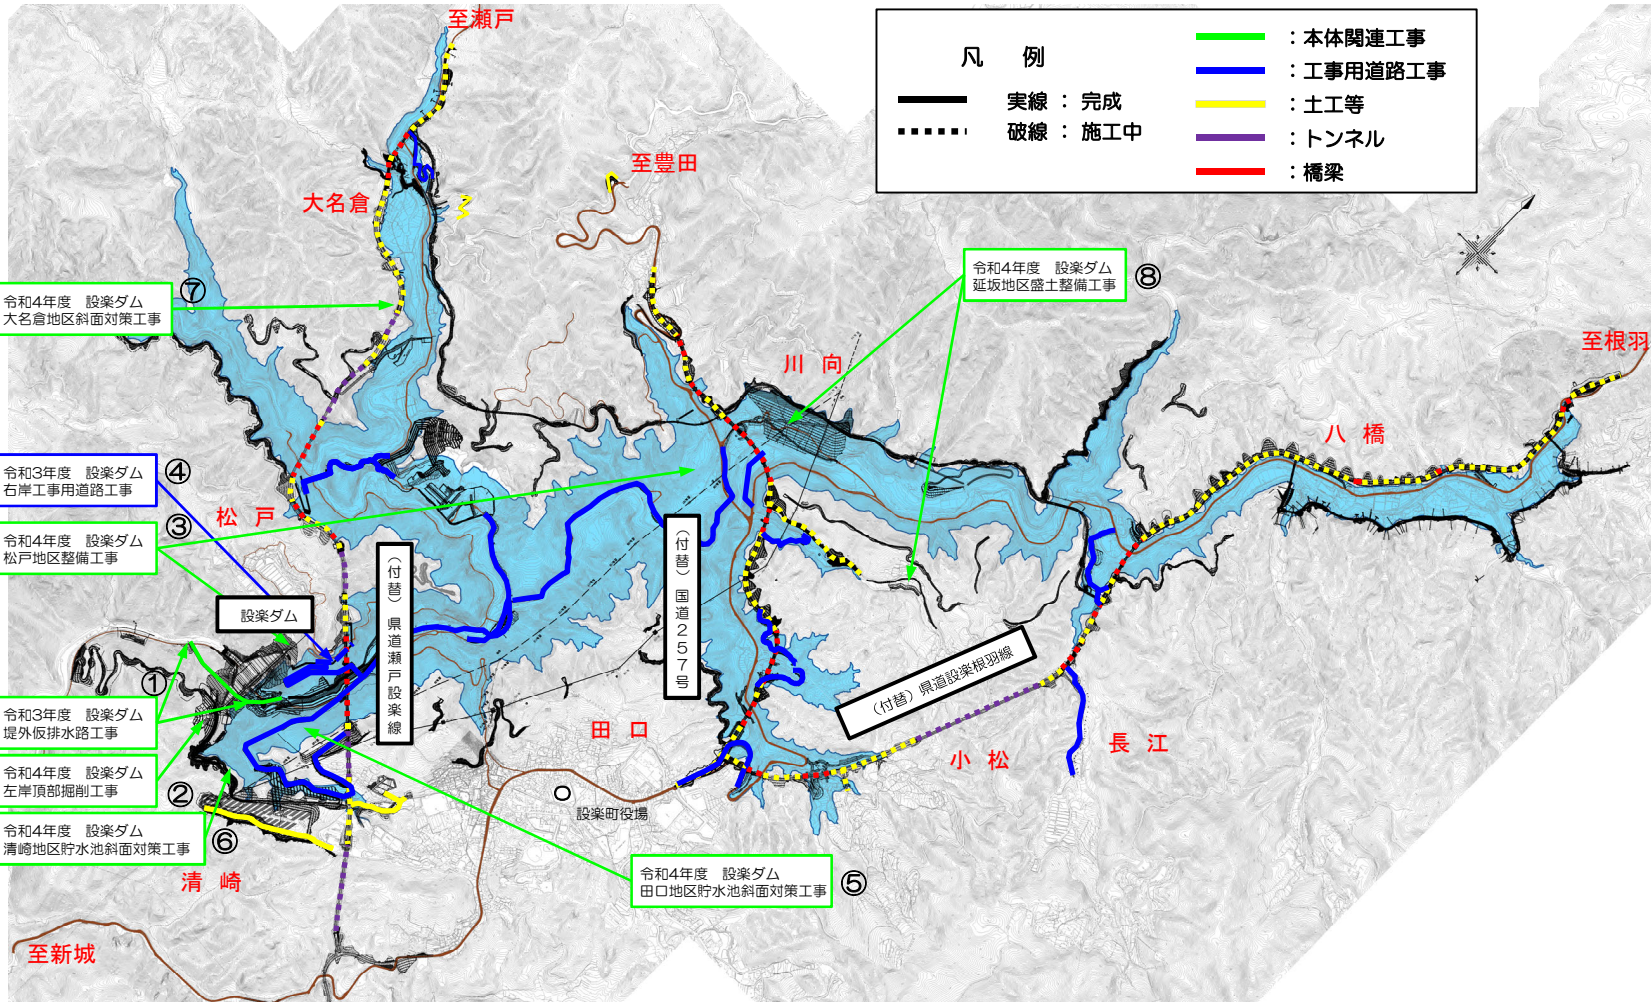 至瀬戸
凡 例
実線 : 完成
破線 : 施工中
: 本体関連工事
: 工事用道路工事
: 土工等
: トンネル
: 橋梁
至豊田
大名倉
令和4年度 設楽ダム
延坂地区盛土整備工事
⑧
⑦
令和4年度 設楽ダム
大名倉地区斜面対策工事
川 向
至根羽
八 橋
令和3年度 設楽ダム
右岸工事用道路工事
④
松 戸
③
令和4年度 設楽ダム
松戸地区整備工事
設楽ダム
(付替)県道瀬戸設楽線
(付替)国道257号
(付替)県道設楽根羽線
①
令和3年度 設楽ダム
堤外仮排水路工事
田 口
小 松
長 江
令和4年度 設楽ダム
左岸頂部掘削工事
②
設楽町役場
令和4年度 設楽ダム
清崎地区貯水池斜面対策工事
⑥
清 崎
令和4年度 設楽ダム
田口地区貯水池斜面対策工事
⑤
至新城